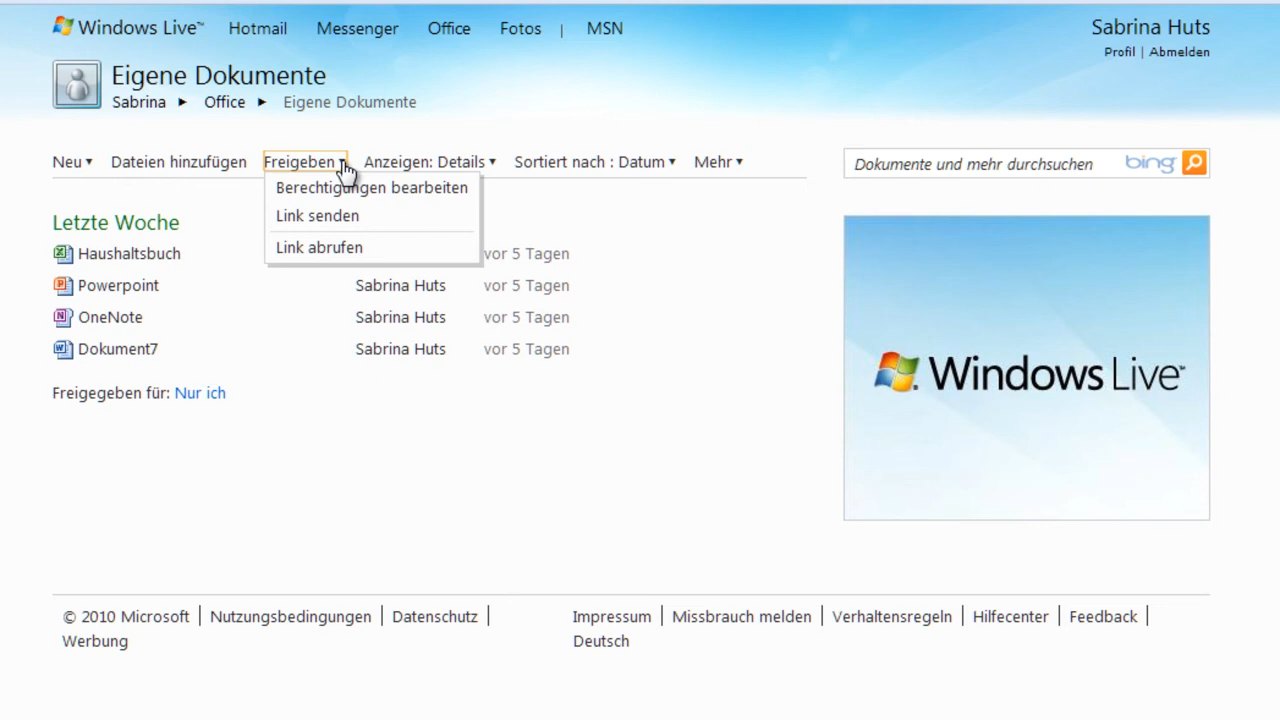 Windows Live™ Hotmail Messenger Office Fotos | MSN Sabrina Huts
Profil | Abmelden
Eigene Dokumente
Sabrina ▶ Office ▶ Eigene Dokumente
Neu ▾ Dateien hinzufügen Freigeben ▾ Anzeigen: Details ▾ Sortiert nach : Datum ▾ Mehr ▾ Dokumente und mehr durchsuchen bing
Berechtigungen bearbeiten
Link senden
Link abrufen
Letzte Woche
Haushaltsbuch vor 5 Tagen
Powerpoint Sabrina Huts vor 5 Tagen
OneNote Sabrina Huts vor 5 Tagen
Dokument7 Sabrina Huts vor 5 Tagen
Freigegeben für: Nur ich
Windows Live™
© 2010 Microsoft | Nutzungsbedingungen | Datenschutz |
Werbung
Impressum | Missbrauch melden | Verhaltensregeln | Hilfecenter | Feedback |
Deutsch